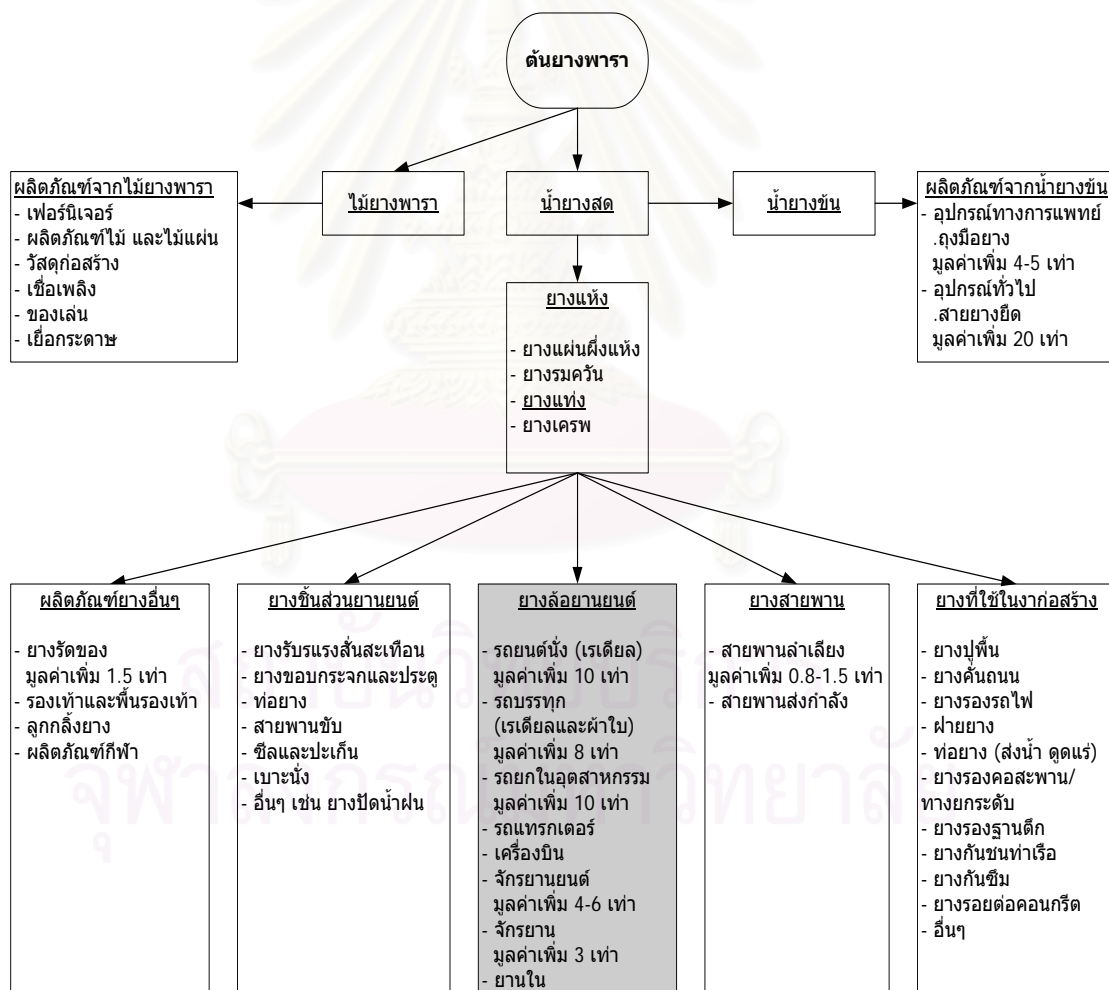 ต้นยางพารา
ผลิตภัณฑ์จากไม้ยางพารา
- เฟอร์นิเจอร์
- ผลิตภัณฑ์ไม้ และไม้แผ่น
- วัสดุก่อสร้าง
- เชื่อเพลิง
- ของเล่น
- เยื่อกระดาษ
ไม้ยางพารา
น้ำยางสด
น้ำยางข้น
ผลิตภัณฑ์จากน้ำยางข้น
- อุปกรณ์ทางการแพทย์
.ถุงมือยาง
มูลค่าเพิ่ม 4-5 เท่า
- อุปกรณ์ทั่วไป
.สายยางยืด
มูลค่าเพิ่ม 20 เท่า
ยางแห้ง
- ยางแผ่นผึ่งแห้ง
- ยางรมควัน
- ยางแท่ง
- ยางเครพ
ผลิตภัณฑ์ยางอื่นๆ
- ยางรัดของ
มูลค่าเพิ่ม 1.5 เท่า
- รองเท้าและพื้นรองเท้า
- ลูกกลิ้งยาง
- ผลิตภัณฑ์กีฬา
ยางชิ้นส่วนยานยนต์
- ยางรับรแรงสั่นสะเทือน
- ยางขอบกระจกและประตู
- ท่อยาง
- สายพานขับ
- ซีลและปะเก็น
- เบาะนั่ง
- อื่นๆ เช่น ยางปัดน้ำฝน
ยางล้อยานยนต์
- รถยนต์นั่ง (เรเดียล)
มูลค่าเพิ่ม 10 เท่า
- รถบรรทุก
(เรเดียลและผ้าใบ)
มูลค่าเพิ่ม 8 เท่า
- รถยกในอุตสาหกรรม
มูลค่าเพิ่ม 10 เท่า
- รถแทรกเตอร์
- เครื่องบิน
- จักรยานยนต์
มูลค่าเพิ่ม 4-6 เท่า
- จักรยาน
มูลค่าเพิ่ม 3 เท่า
- ยานใน
ยางสายพาน
- สายพานลำเลียง
มูลค่าเพิ่ม 0.8-1.5 เท่า
- สายพานส่งกำลัง
ยางที่ใช้ในงาก่อสร้าง
- ยางปูพื้น
- ยางคั่นถนน
- ยางรองรถไฟ
- ฝายยาง
- ท่อยาง (ส่งน้ำ ดูดแร่)
- ยางรองคอสะพาน/
ทางยกระดับ
- ยางรองฐานตึก
- ยางกันชนท่าเรือ
- ยางกันซึม
- ยางรอยต่อคอนกรีต
- อื่นๆ
สถาบันวิทยบริการ
จุฬาลงกรณ์มหาวิทยาลัย